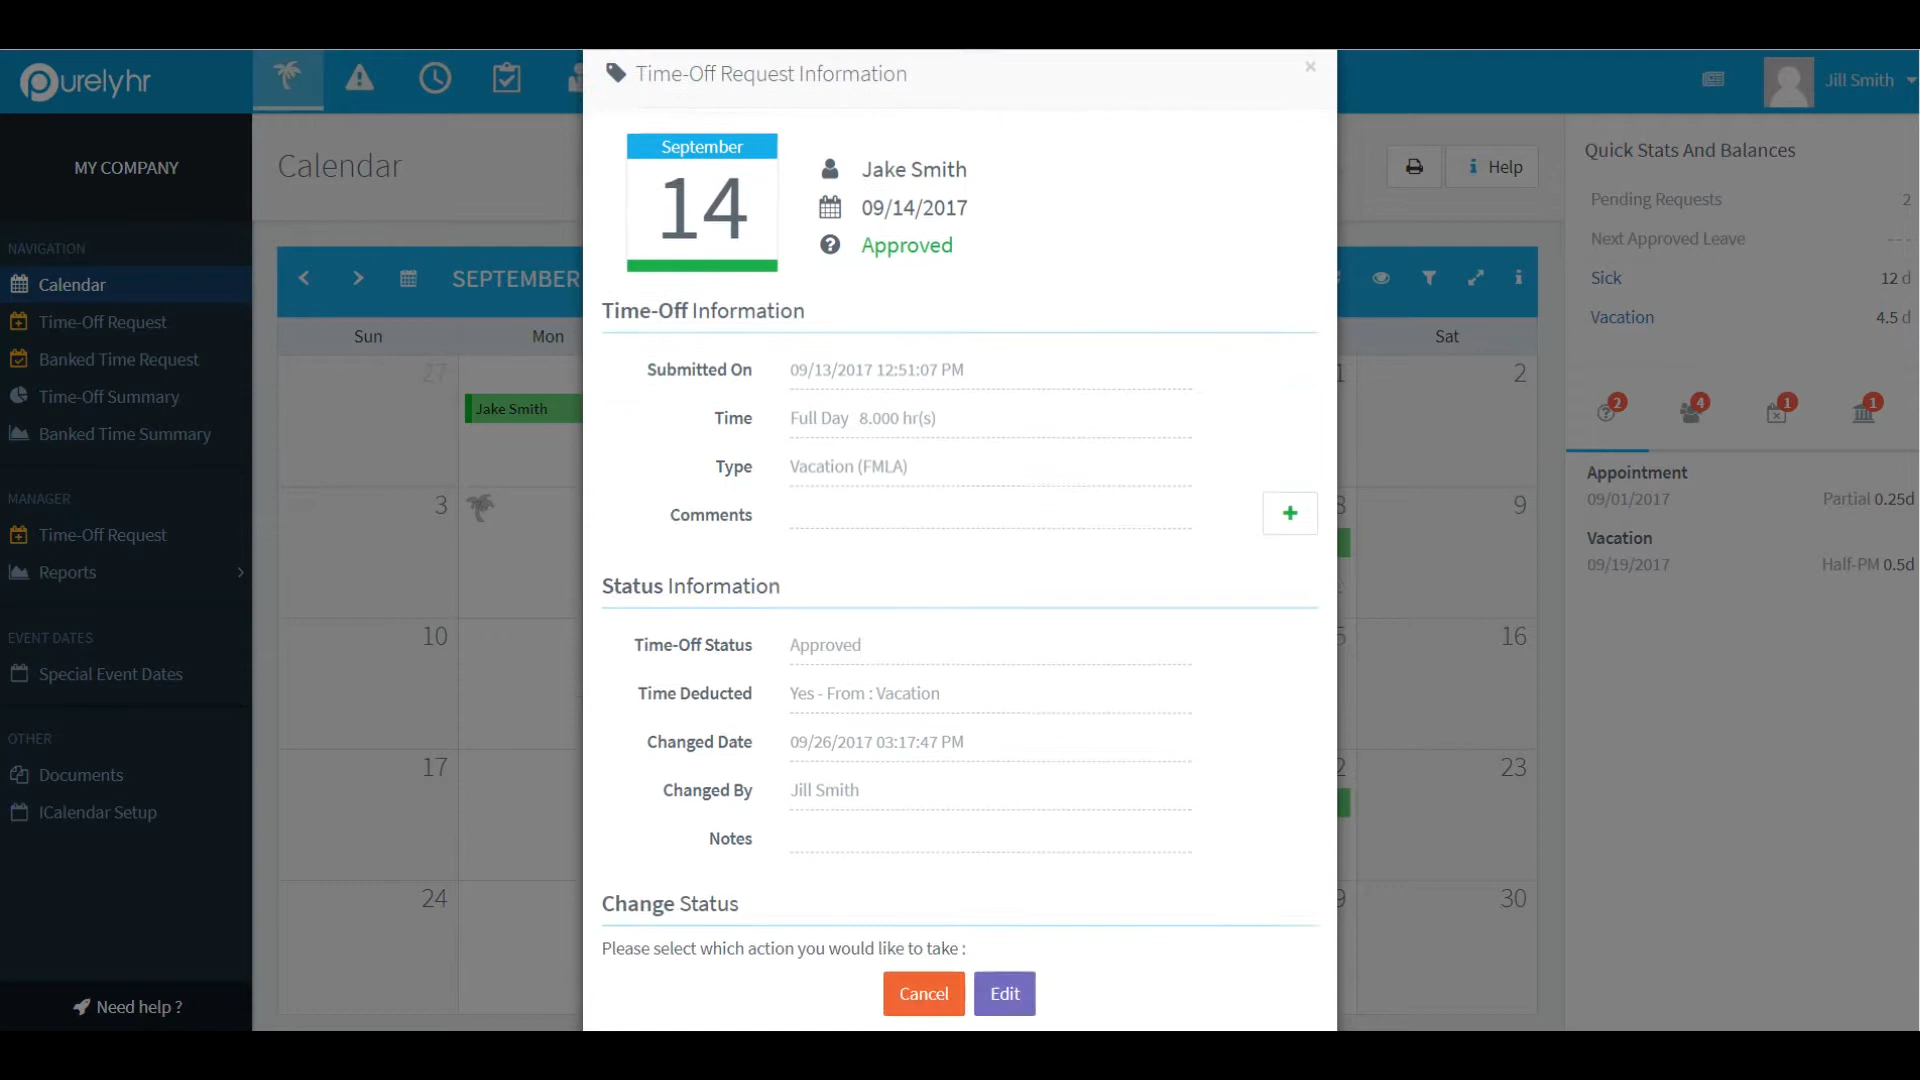 purelyhr
Jill Smith
MY COMPANY
NAVIGATION
Calendar
Time-Off Request
Banked Time Request
Time-Off Summary
Banked Time Summary
MANAGER
Time-Off Request
Reports
EVENT DATES
Special Event Dates
OTHER
Documents
ICalendar Setup
Need help ?
Calendar
Help
SEPTEMBER
Sun Mon Sat
27 1 2
Jake Smith
3 9
10 16
17 23
24 30
Time-Off Request Information
×
September
14
Jake Smith
09/14/2017
Approved
Time-Off Information
Submitted On 09/13/2017 12:51:07 PM
Time Full Day 8.000 hr(s)
Type Vacation (FMLA)
Comments
+
Status Information
Time-Off Status Approved
Time Deducted Yes - From : Vacation
Changed Date 09/26/2017 03:17:47 PM
Changed By Jill Smith
Notes
Change Status
Please select which action you would like to take :
Cancel Edit
Quick Stats And Balances
Pending Requests 2
Next Approved Leave ---
Sick 12 d
Vacation 4.5 d
2 4 1 1
Appointment
09/01/2017 Partial 0.25d
Vacation
09/19/2017 Half-PM 0.5d